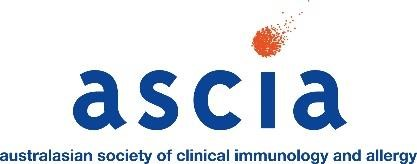 ascia
australasian society of clinical immunology and allergy